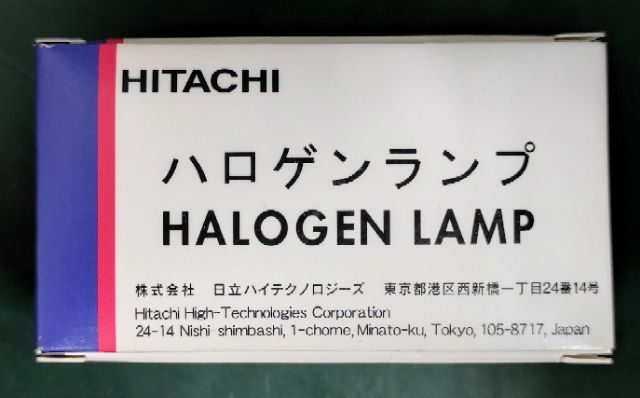 HITACHI
ハロゲンランプ
HALOGEN LAMP
株式会社 日立ハイテクノロジーズ 東京都港区西新橋一丁目24番14号
Hitachi High-Technologies Corporation
24-14 Nishi-shimbashi, 1-chome, Minato-ku, Tokyo, 105-8717, Japan